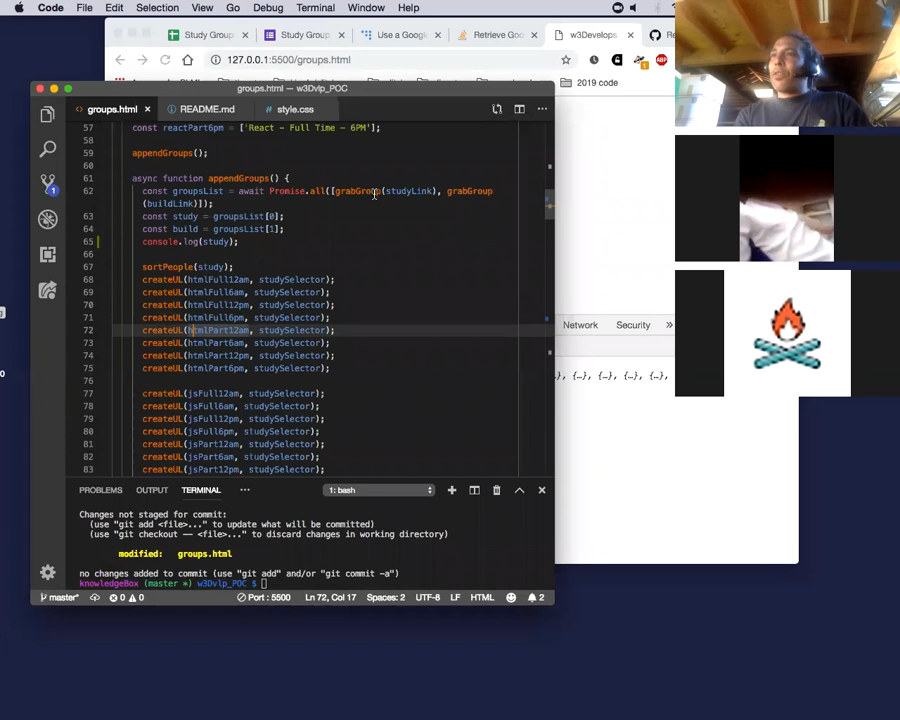 Code File Edit Selection View Go Debug Terminal Window Help
Study Group
Study Group
Use a Goog
Retrieve Goo
w3Develops
127.0.0.1:5500/groups.html
2019 code
groups.html — w3Dvlp_POC
groups.html
README.md
style.css
57 const reactPart6pm = ['React - Full Time - 6PM'];
58
59 appendGroups();
60
61 async function appendGroups() {
62 const groupsList = await Promise.all([grabGroup(studyLink), grabGroup
(buildLink)]);
63 const study = groupsList[0];
64 const build = groupsList[1];
65 console.log(study);
66
67 sortPeople(study);
68 createUL(htmlFull12am, studySelector);
69 createUL(htmlFull6am, studySelector);
70 createUL(htmlFull12pm, studySelector);
71 createUL(htmlFull6pm, studySelector);
72 createUL(htmlPart12am, studySelector);
73 createUL(htmlPart6am, studySelector);
74 createUL(htmlPart12pm, studySelector);
75 createUL(htmlPart6pm, studySelector);
76
77 createUL(jsFull12am, studySelector);
78 createUL(jsFull6am, studySelector);
79 createUL(jsFull12pm, studySelector);
80 createUL(jsFull6pm, studySelector);
81 createUL(jsPart12am, studySelector);
82 createUL(jsPart6am, studySelector);
83 createUL(jsPart12pm, studySelector);
Network Security »
…}, {…}, {…}, {…}, {…},
PROBLEMS OUTPUT TERMINAL ··· 1: bash
Changes not staged for commit:
(use "git add <file>..." to update what will be committed)
(use "git checkout -- <file>..." to discard changes in working directory)
modified: groups.html
no changes added to commit (use "git add" and/or "git commit -a")
knowledgeBox (master *) w3Dvlp_POC $
master* 0 0 Port : 5500 Ln 72, Col 17 Spaces: 2 UTF-8 LF HTML 2